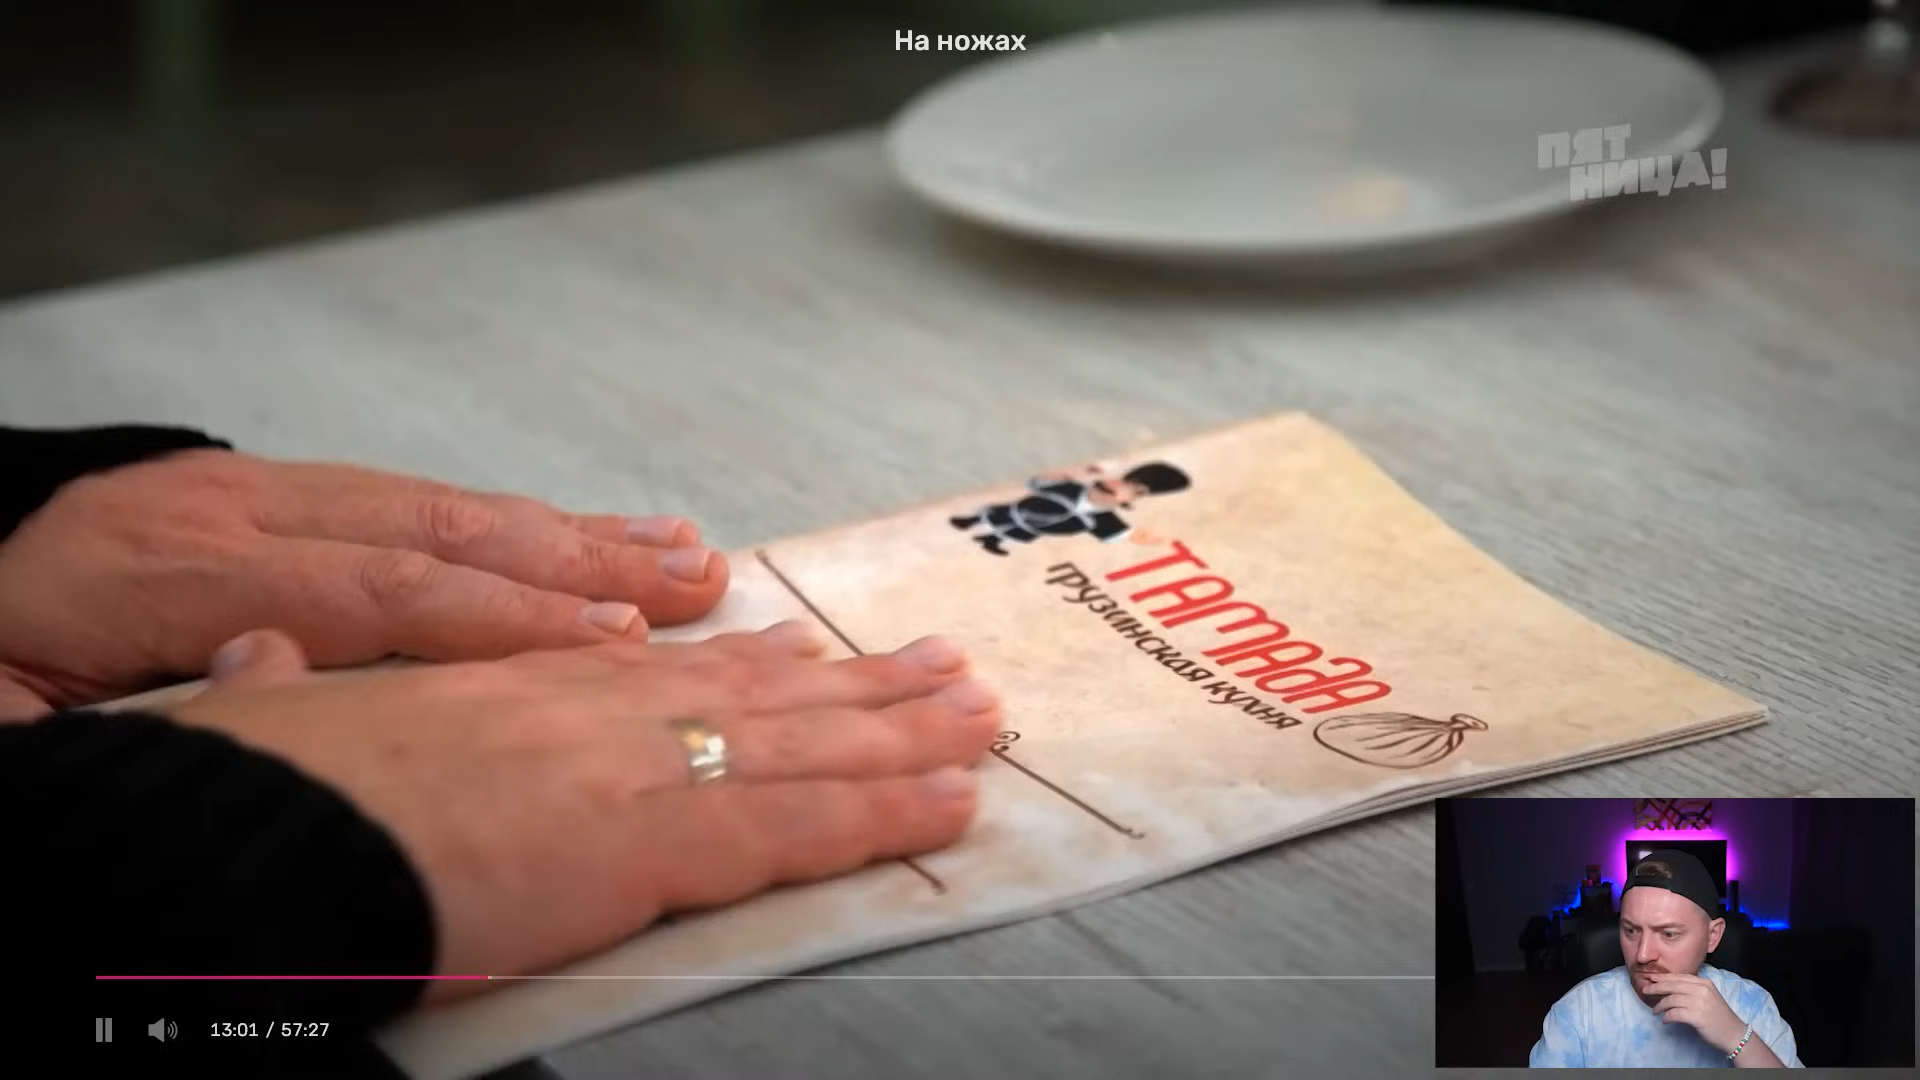 На ножах
ПЯТ
НИЦА!
ТАМАДА
грузинская кухня
13:01 / 57:27